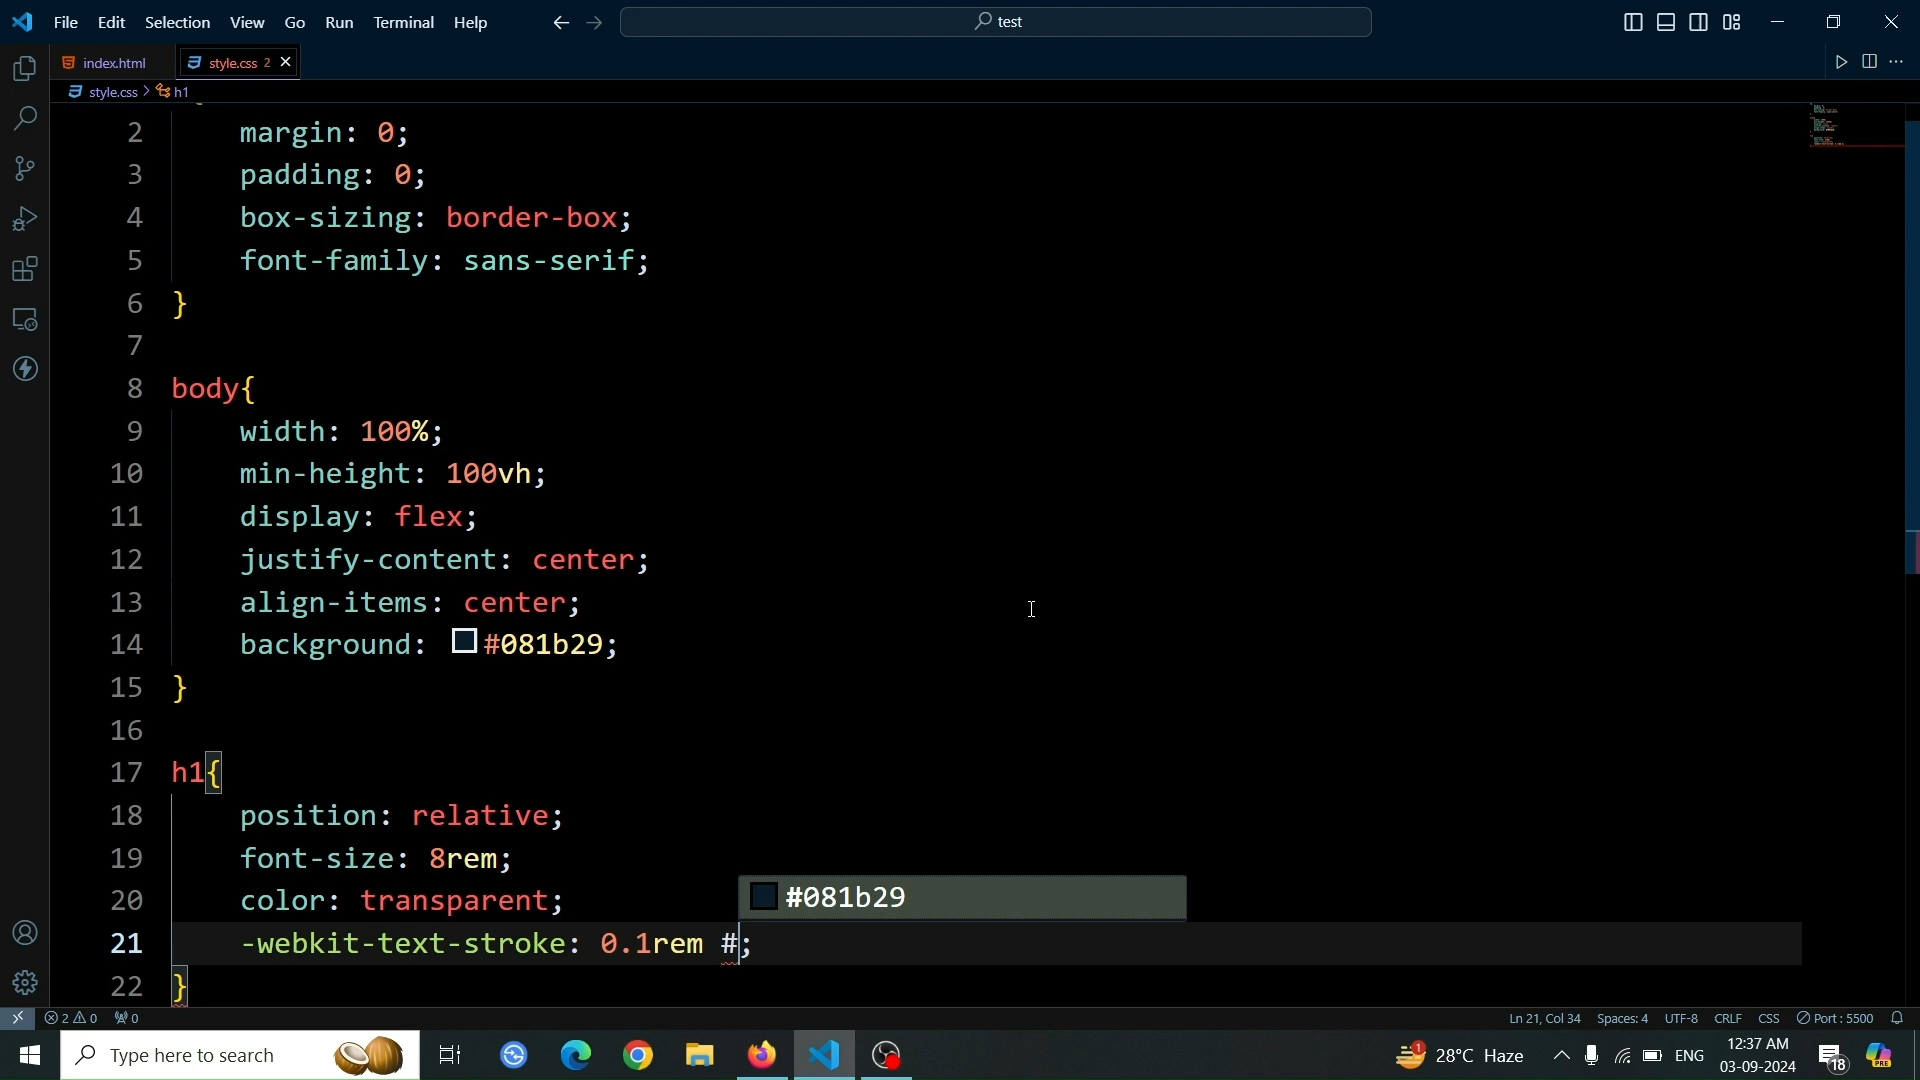 File Edit Selection View Go Run Terminal Help
test
index.html
style.css 2
style.css > h1
2 margin: 0;
3 padding: 0;
4 box-sizing: border-box;
5 font-family: sans-serif;
6 }
7
8 body{
9 width: 100%;
10 min-height: 100vh;
11 display: flex;
12 justify-content: center;
13 align-items: center;
14 background: #081b29;
15 }
16
17 h1{
18 position: relative;
19 font-size: 8rem;
20 color: transparent;
#081b29
21 -webkit-text-stroke: 0.1rem #;
22 }
2 0 0
Ln 21, Col 34 Spaces: 4 UTF-8 CRLF CSS Port : 5500
Type here to search
1 28°C Haze ENG
12:37 AM
03-09-2024
18
PRE